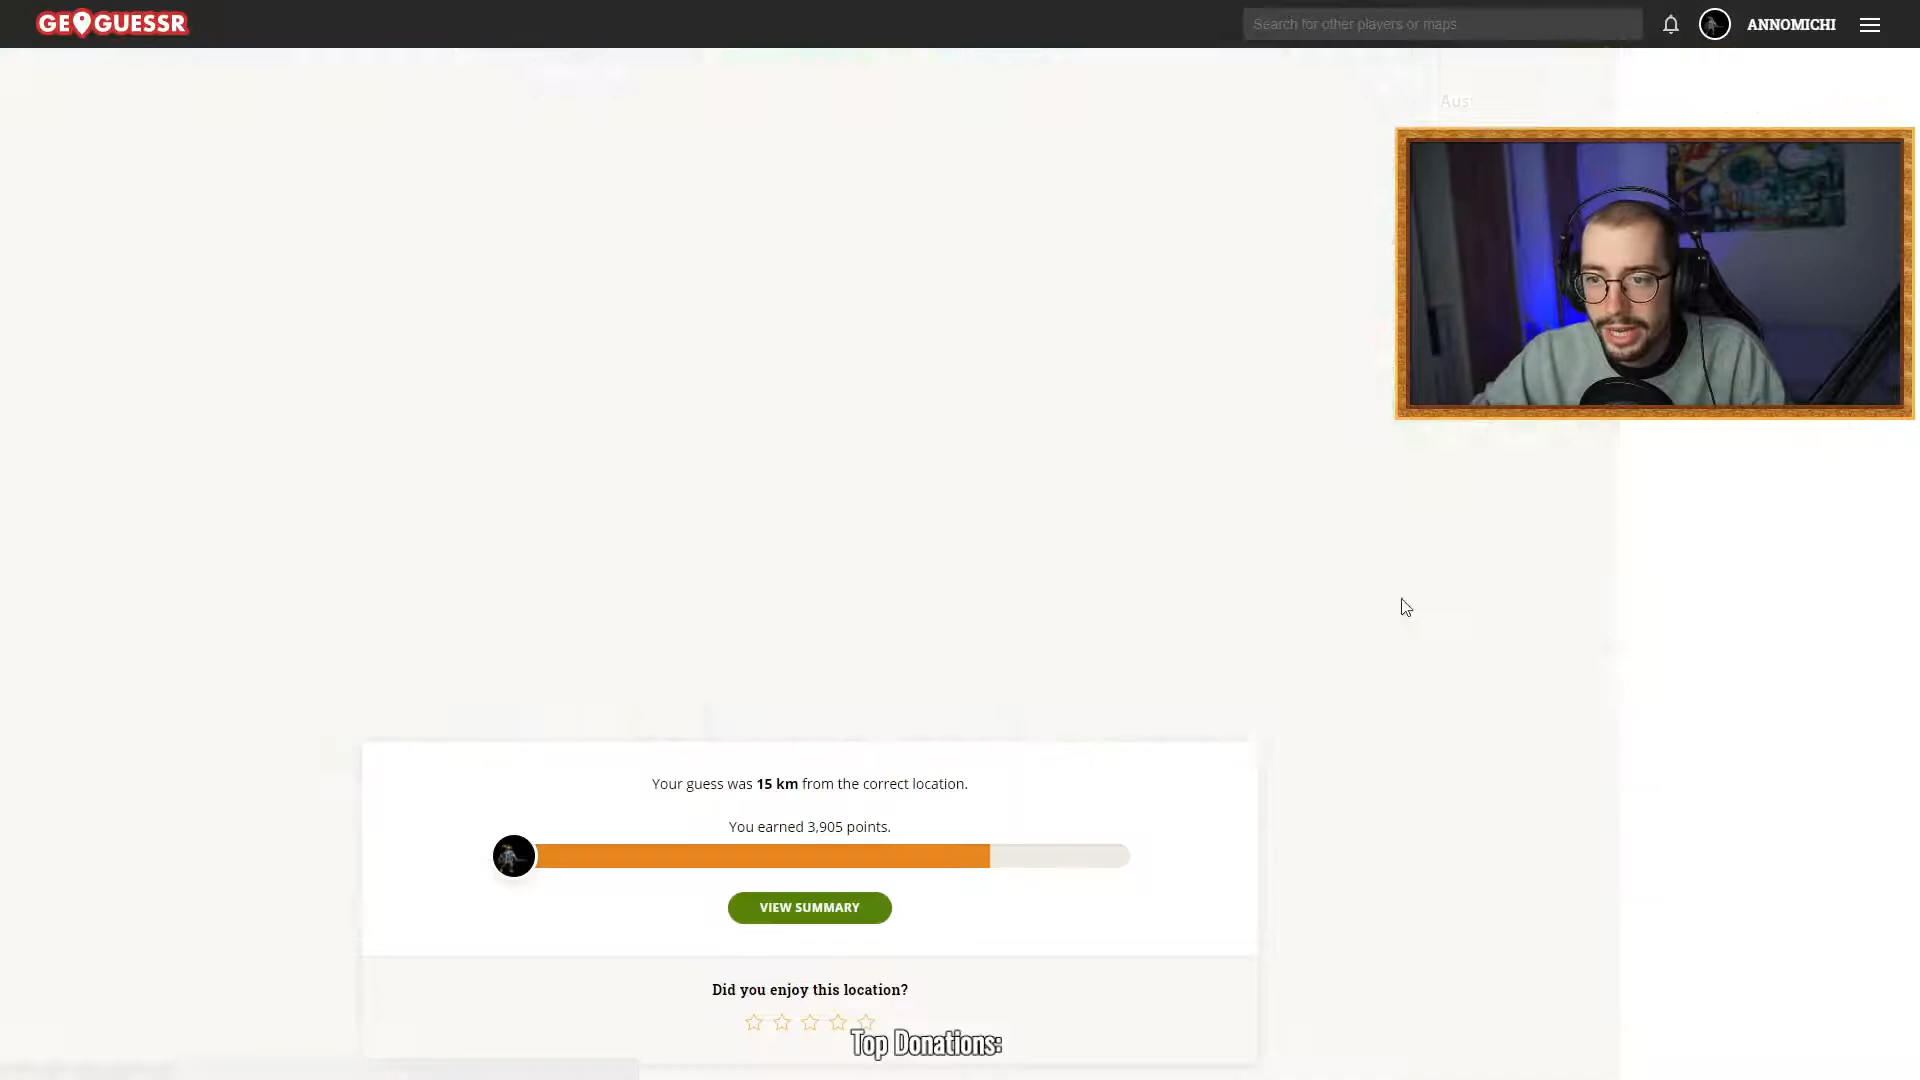 GEOGUESSR
Search for other players or maps
ANNOMICHI
Aus
Your guess was 15 km from the correct location.
You earned 3,905 points.
VIEW SUMMARY
Did you enjoy this location?
Top Donations: